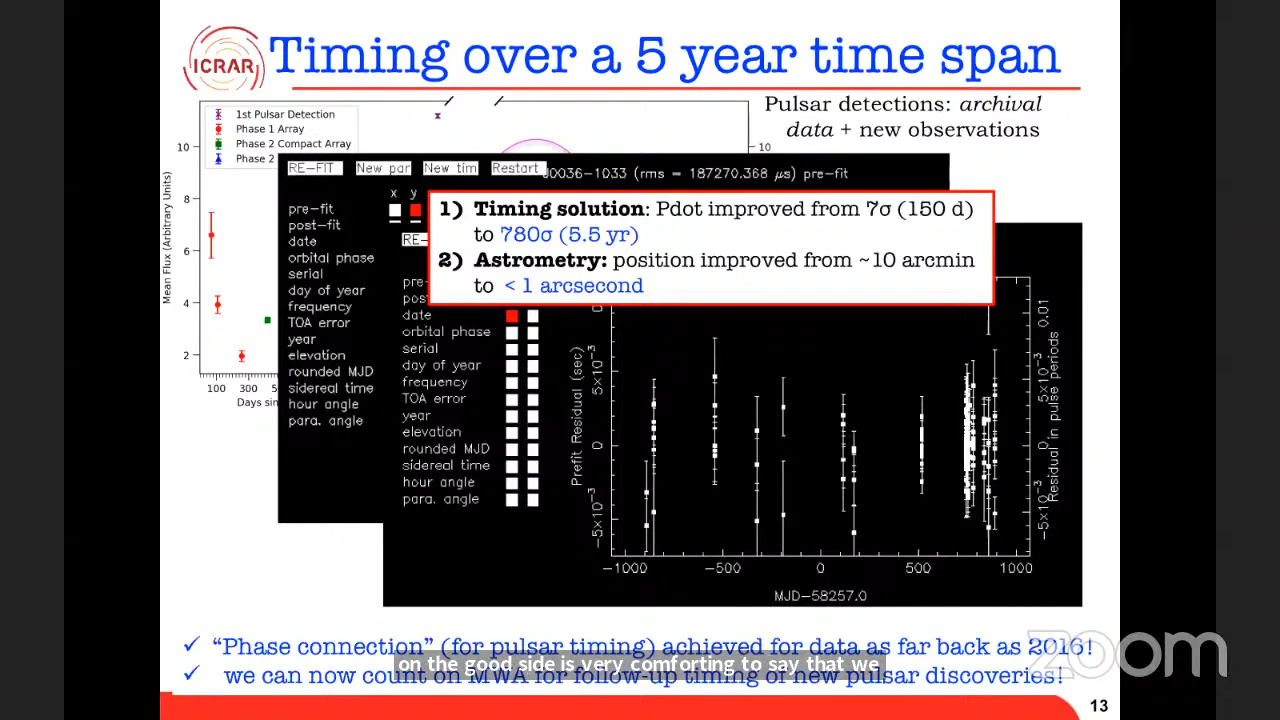 ICRAR
Timing over a 5 year time span
Pulsar detections: archival
data + new observations
1st Pulsar Detection
Phase 1 Array
Phase 2 Compact Array
Phase 2
10
8
6
4
2
Mean Flux (Arbitrary Units)
100 300
Days sin
10
RE-FIT New par New tim Restart
J0036-1033 (rms = 187270.368 μs) pre-fit
x y
pre-fit
post-fit
date
orbital phase
serial
day of year
frequency
TOA error
year
elevation
rounded MJD
sidereal time
hour angle
para. angle
1) Timing solution: Pdot improved from 7σ (150 d)
to 780σ (5.5 yr)
2) Astrometry: position improved from ~10 arcmin
to < 1 arcsecond
RE-
pre-
pos
date
orbital phase
serial
day of year
frequency
TOA error
year
elevation
rounded MJD
sidereal time
hour angle
para. angle
Prefit Residual (sec)
5×10⁻³
0
−5×10⁻³
0.01
5×10⁻³
0
−5×10⁻³
Residual in pulse periods
−1000 −500 0 500 1000
MJD−58257.0
✓ “Phase connection” (for pulsar timing) achieved for data as far back as 2016!
on the good side is very comforting to say that we
✓ we can now count on MWA for follow-up timing of new pulsar discoveries!
zoom
13